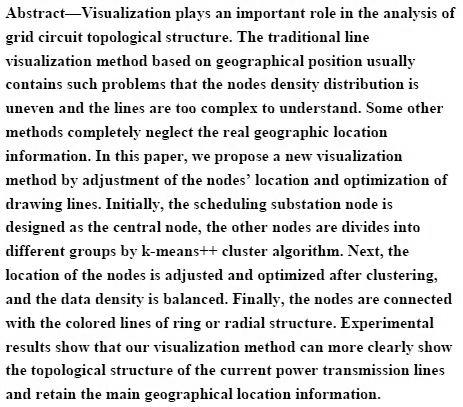 Abstract—Visualization plays an important role in the analysis of
grid circuit topological structure. The traditional line
visualization method based on geographical position usually
contains such problems that the nodes density distribution is
uneven and the lines are too complex to understand. Some other
methods completely neglect the real geographic location
information. In this paper, we propose a new visualization
method by adjustment of the nodes’ location and optimization of
drawing lines. Initially, the scheduling substation node is
designed as the central node, the other nodes are divides into
different groups by k-means++ cluster algorithm. Next, the
location of the nodes is adjusted and optimized after clustering,
and the data density is balanced. Finally, the nodes are connected
with the colored lines of ring or radial structure. Experimental
results show that our visualization method can more clearly show
the topological structure of the current power transmission lines
and retain the main geographical location information.